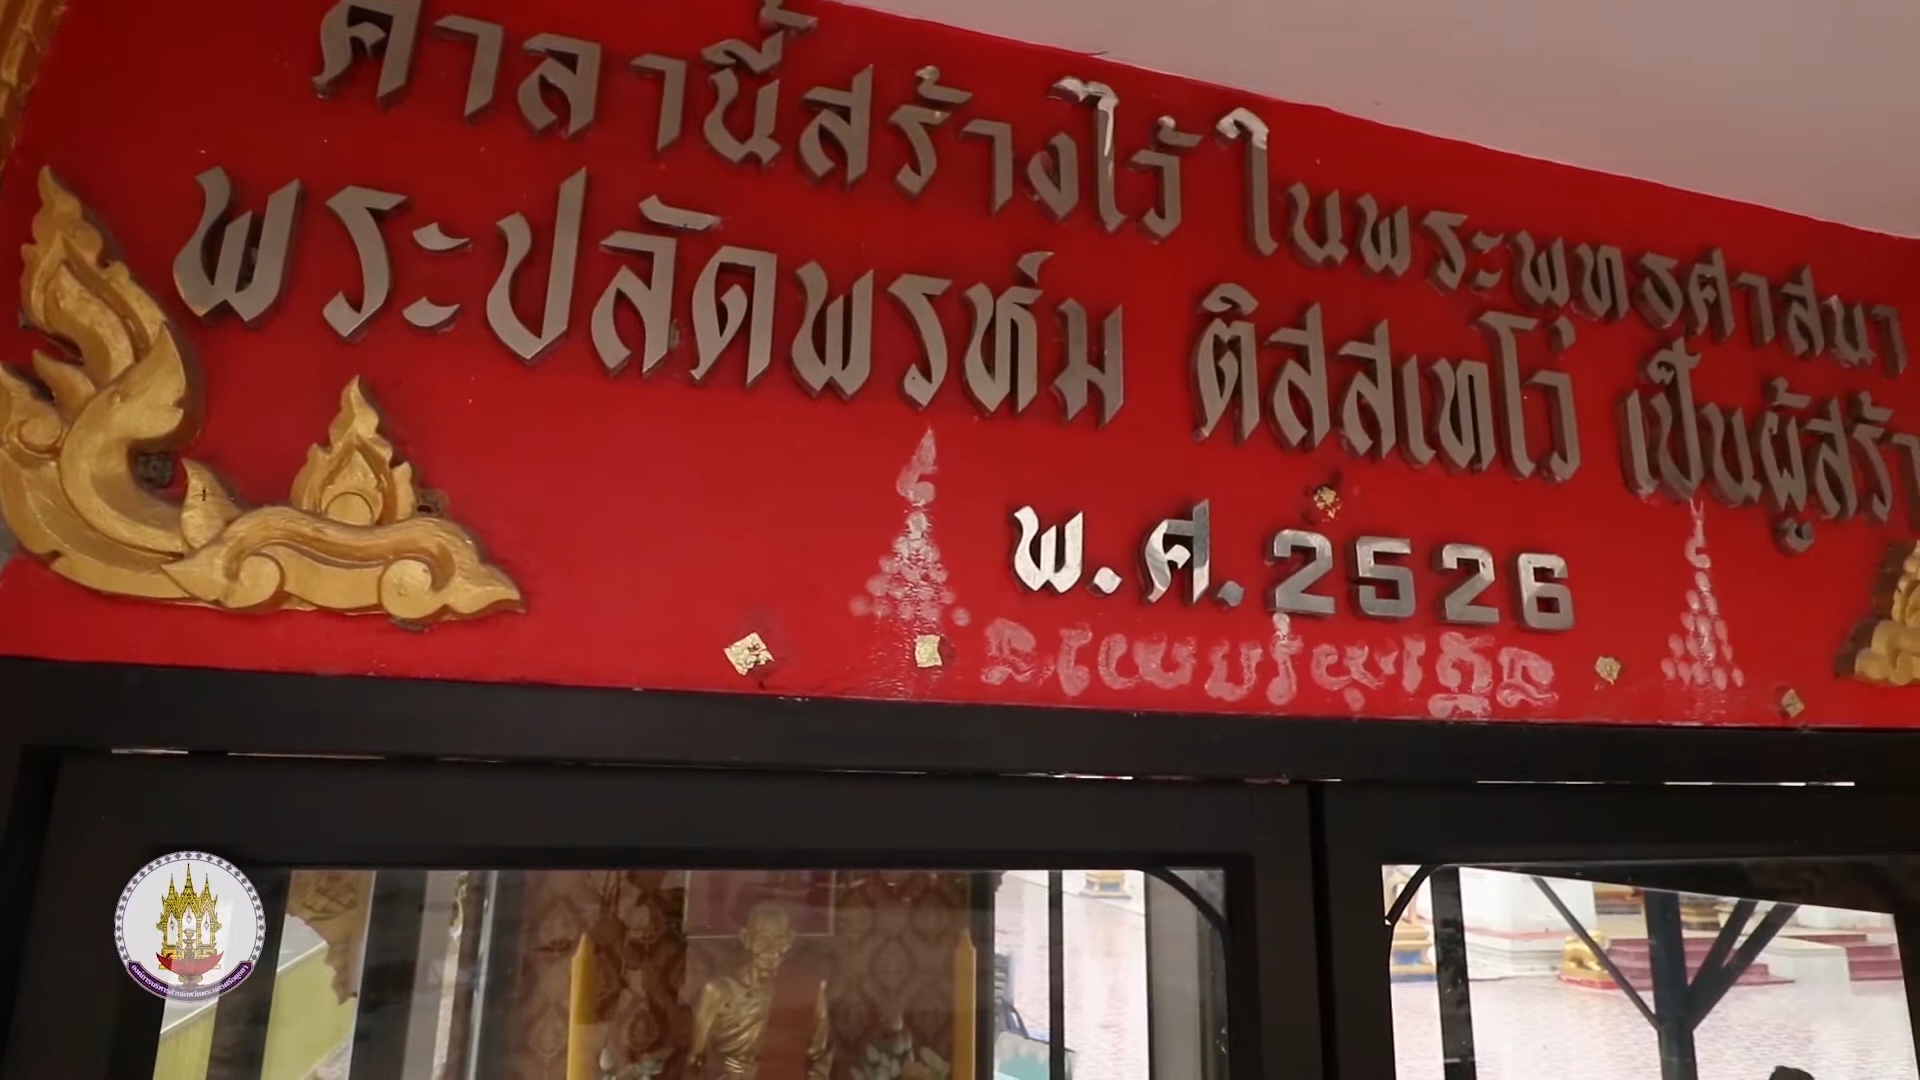 ศาลานี้สร้างไว้ ในพระพุทธศาสนา
พระปลัดพรห์ม ติสสเทโว่ เป็นผู้สร้า
พ.ศ. 2526